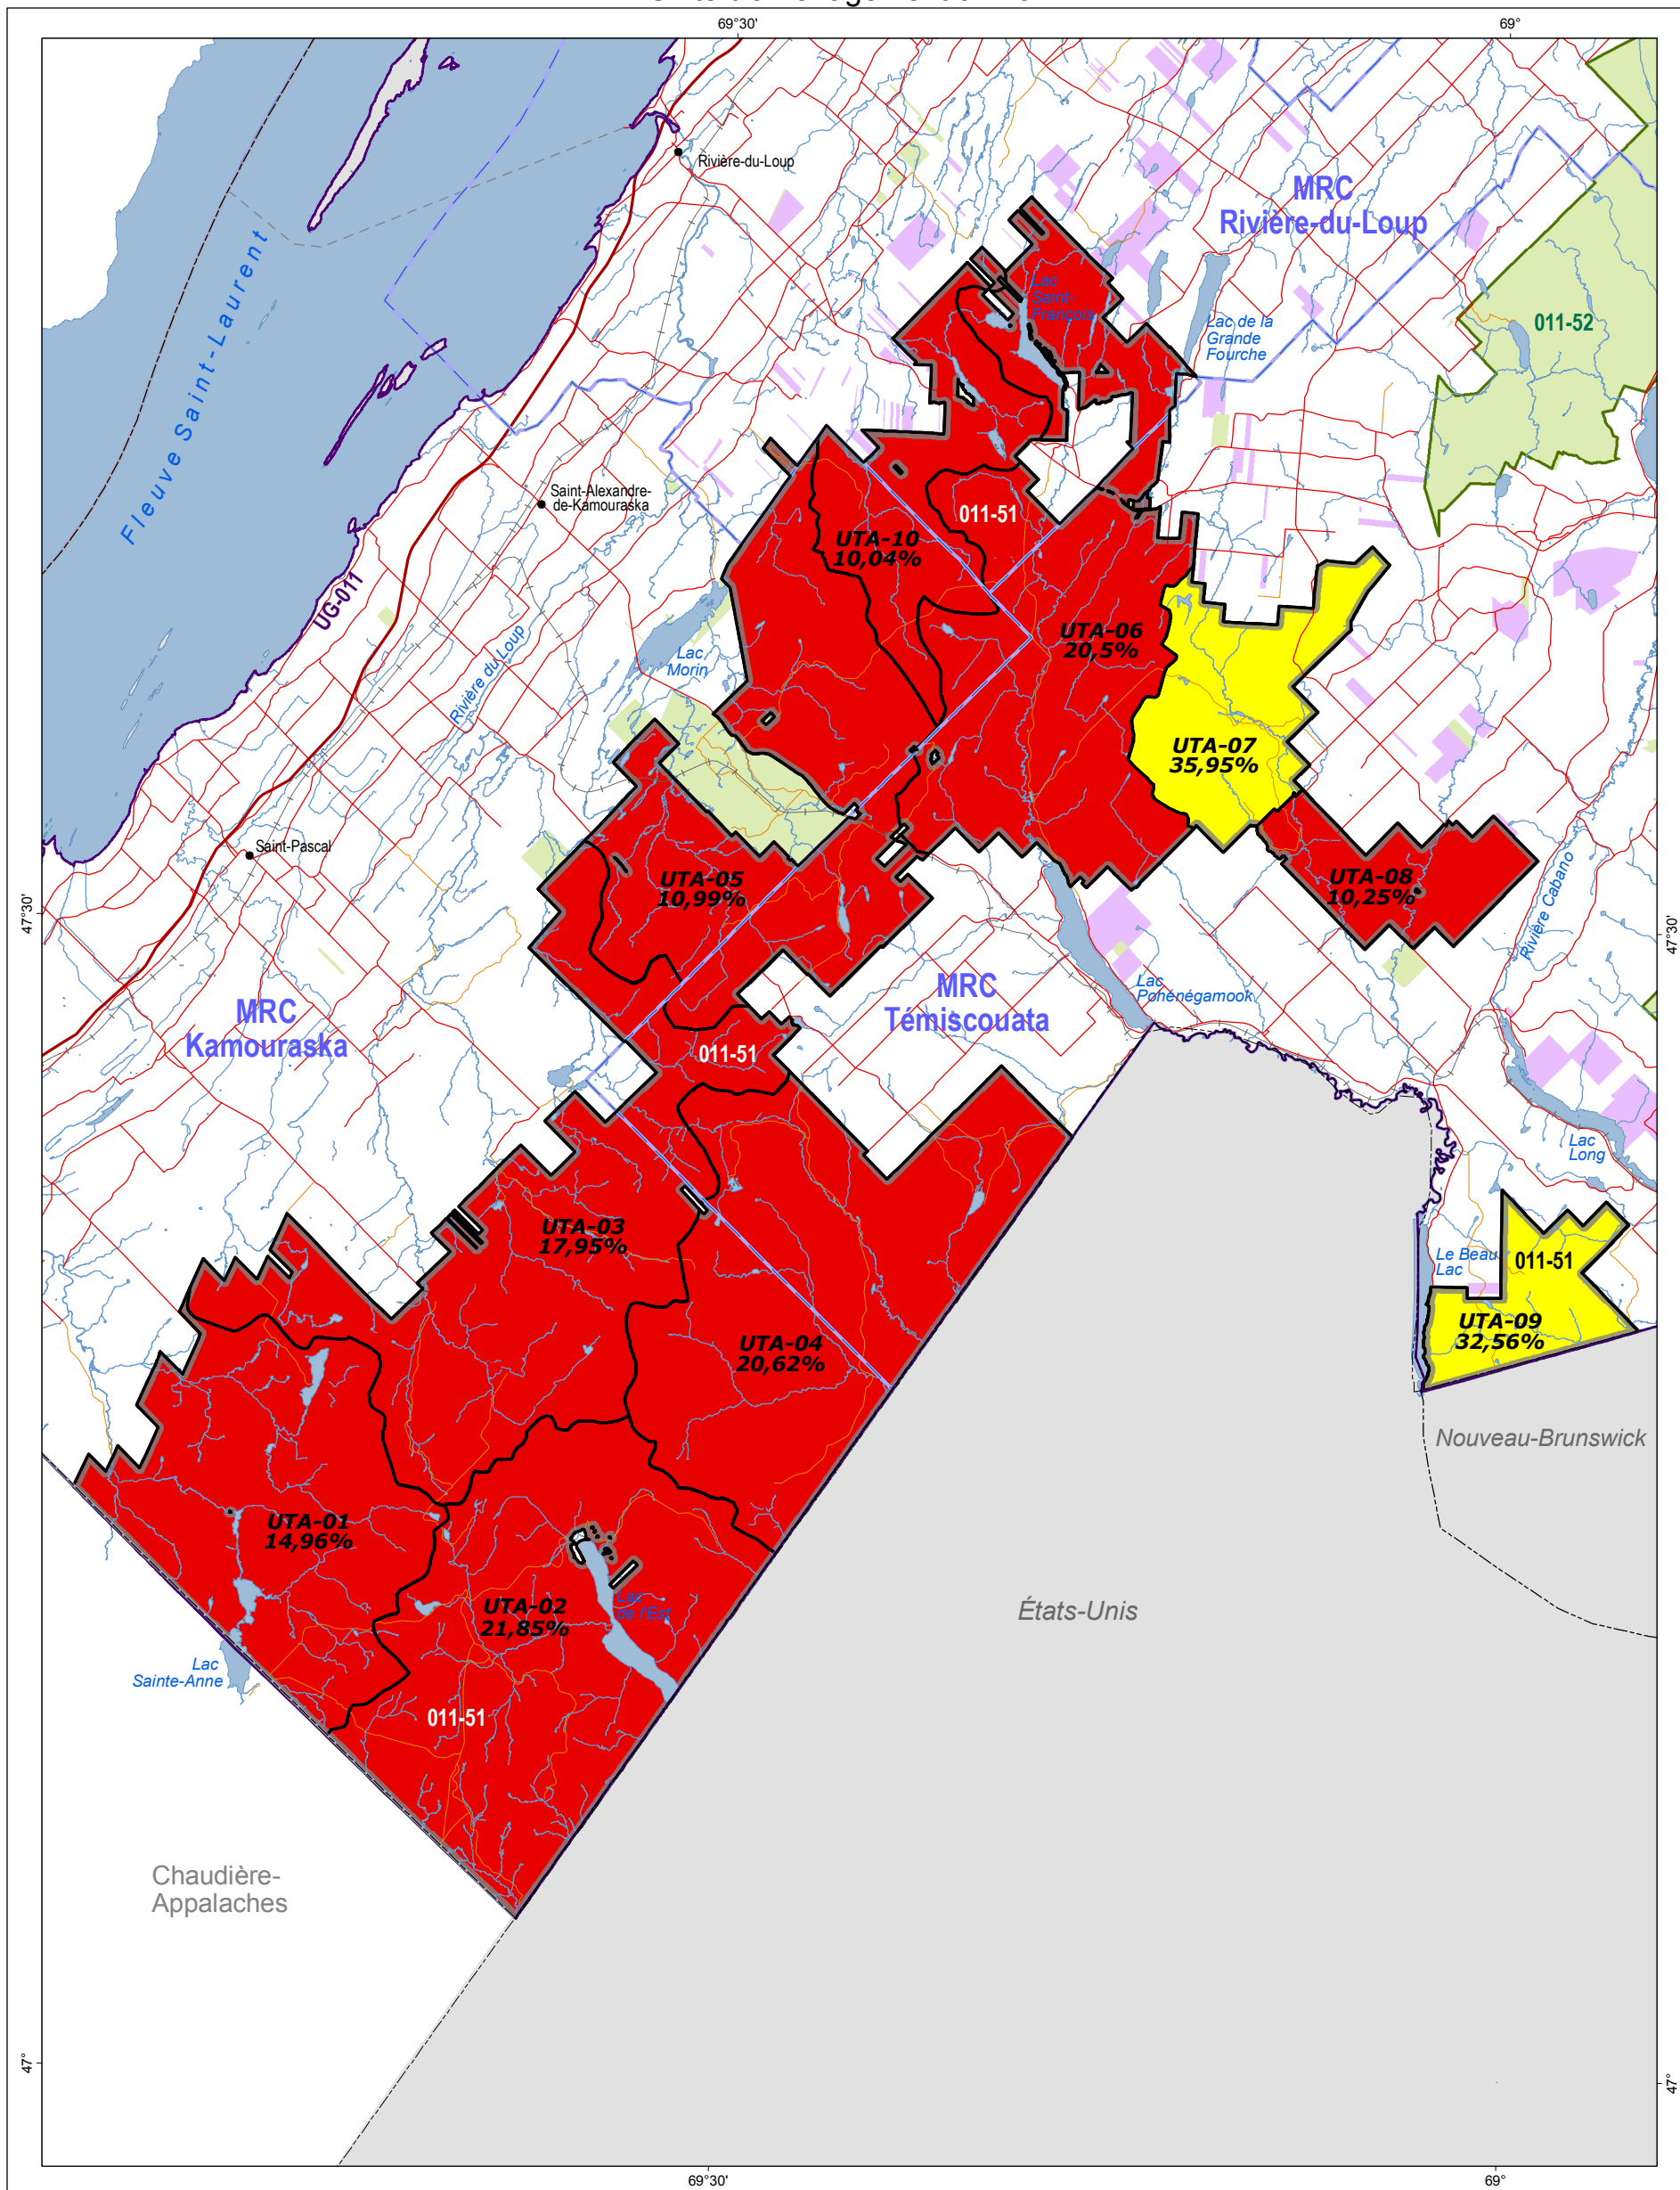 69°30'
69°
Rivière-du-Loup
MRC
Rivière-du-Loup
Fleuve Saint-Laurent
Lac
Saint-
François
Lac de la
Grande
Fourche
011-52
Saint-Alexandre-
de-Kamouraska
011-51
UTA-10
10,04%
UG-011
Rivière du Loup
Lac
Morin
UTA-06
20,5%
UTA-07
35,95%
Saint-Pascal
UTA-05
10,99%
UTA-08
10,25%
47°30'
47°30'
Rivière Cabano
MRC
Kamouraska
MRC
Témiscouata
Lac
Pohénégamook
011-51
Lac
Long
UTA-03
17,95%
Le Beau
Lac
011-51
UTA-09
32,56%
UTA-04
20,62%
Nouveau-Brunswick
UTA-01
14,96%
UTA-02
21,85%
Lac
de l'Est
États-Unis
Lac
Sainte-Anne
011-51
Chaudière-
Appalaches
47°
47°
69°30'
69°